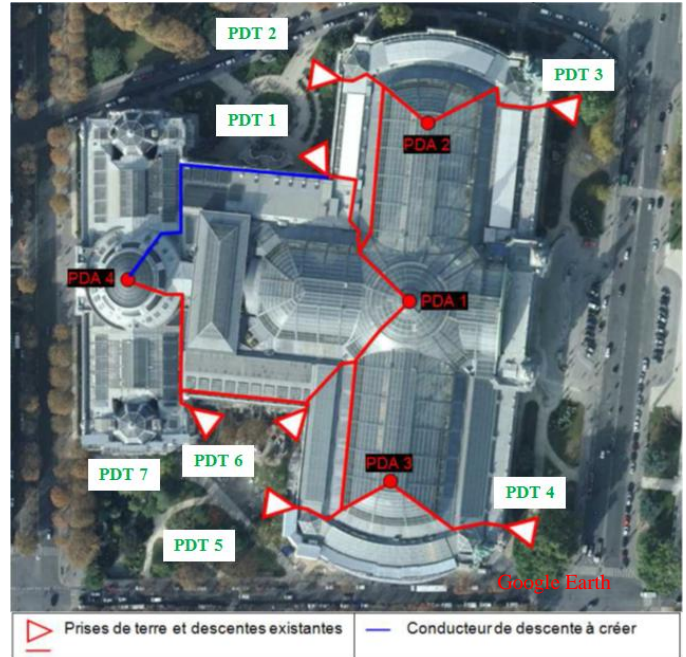 PDT 2
PDT 3
PDT 1
PDA 2
PDA 4
PDA 1
PDA 3
PDT 6
PDT 7
PDT 4
PDT 5
Google Earth
Prises de terre et descentes existantes
Conducteur de descente à créer